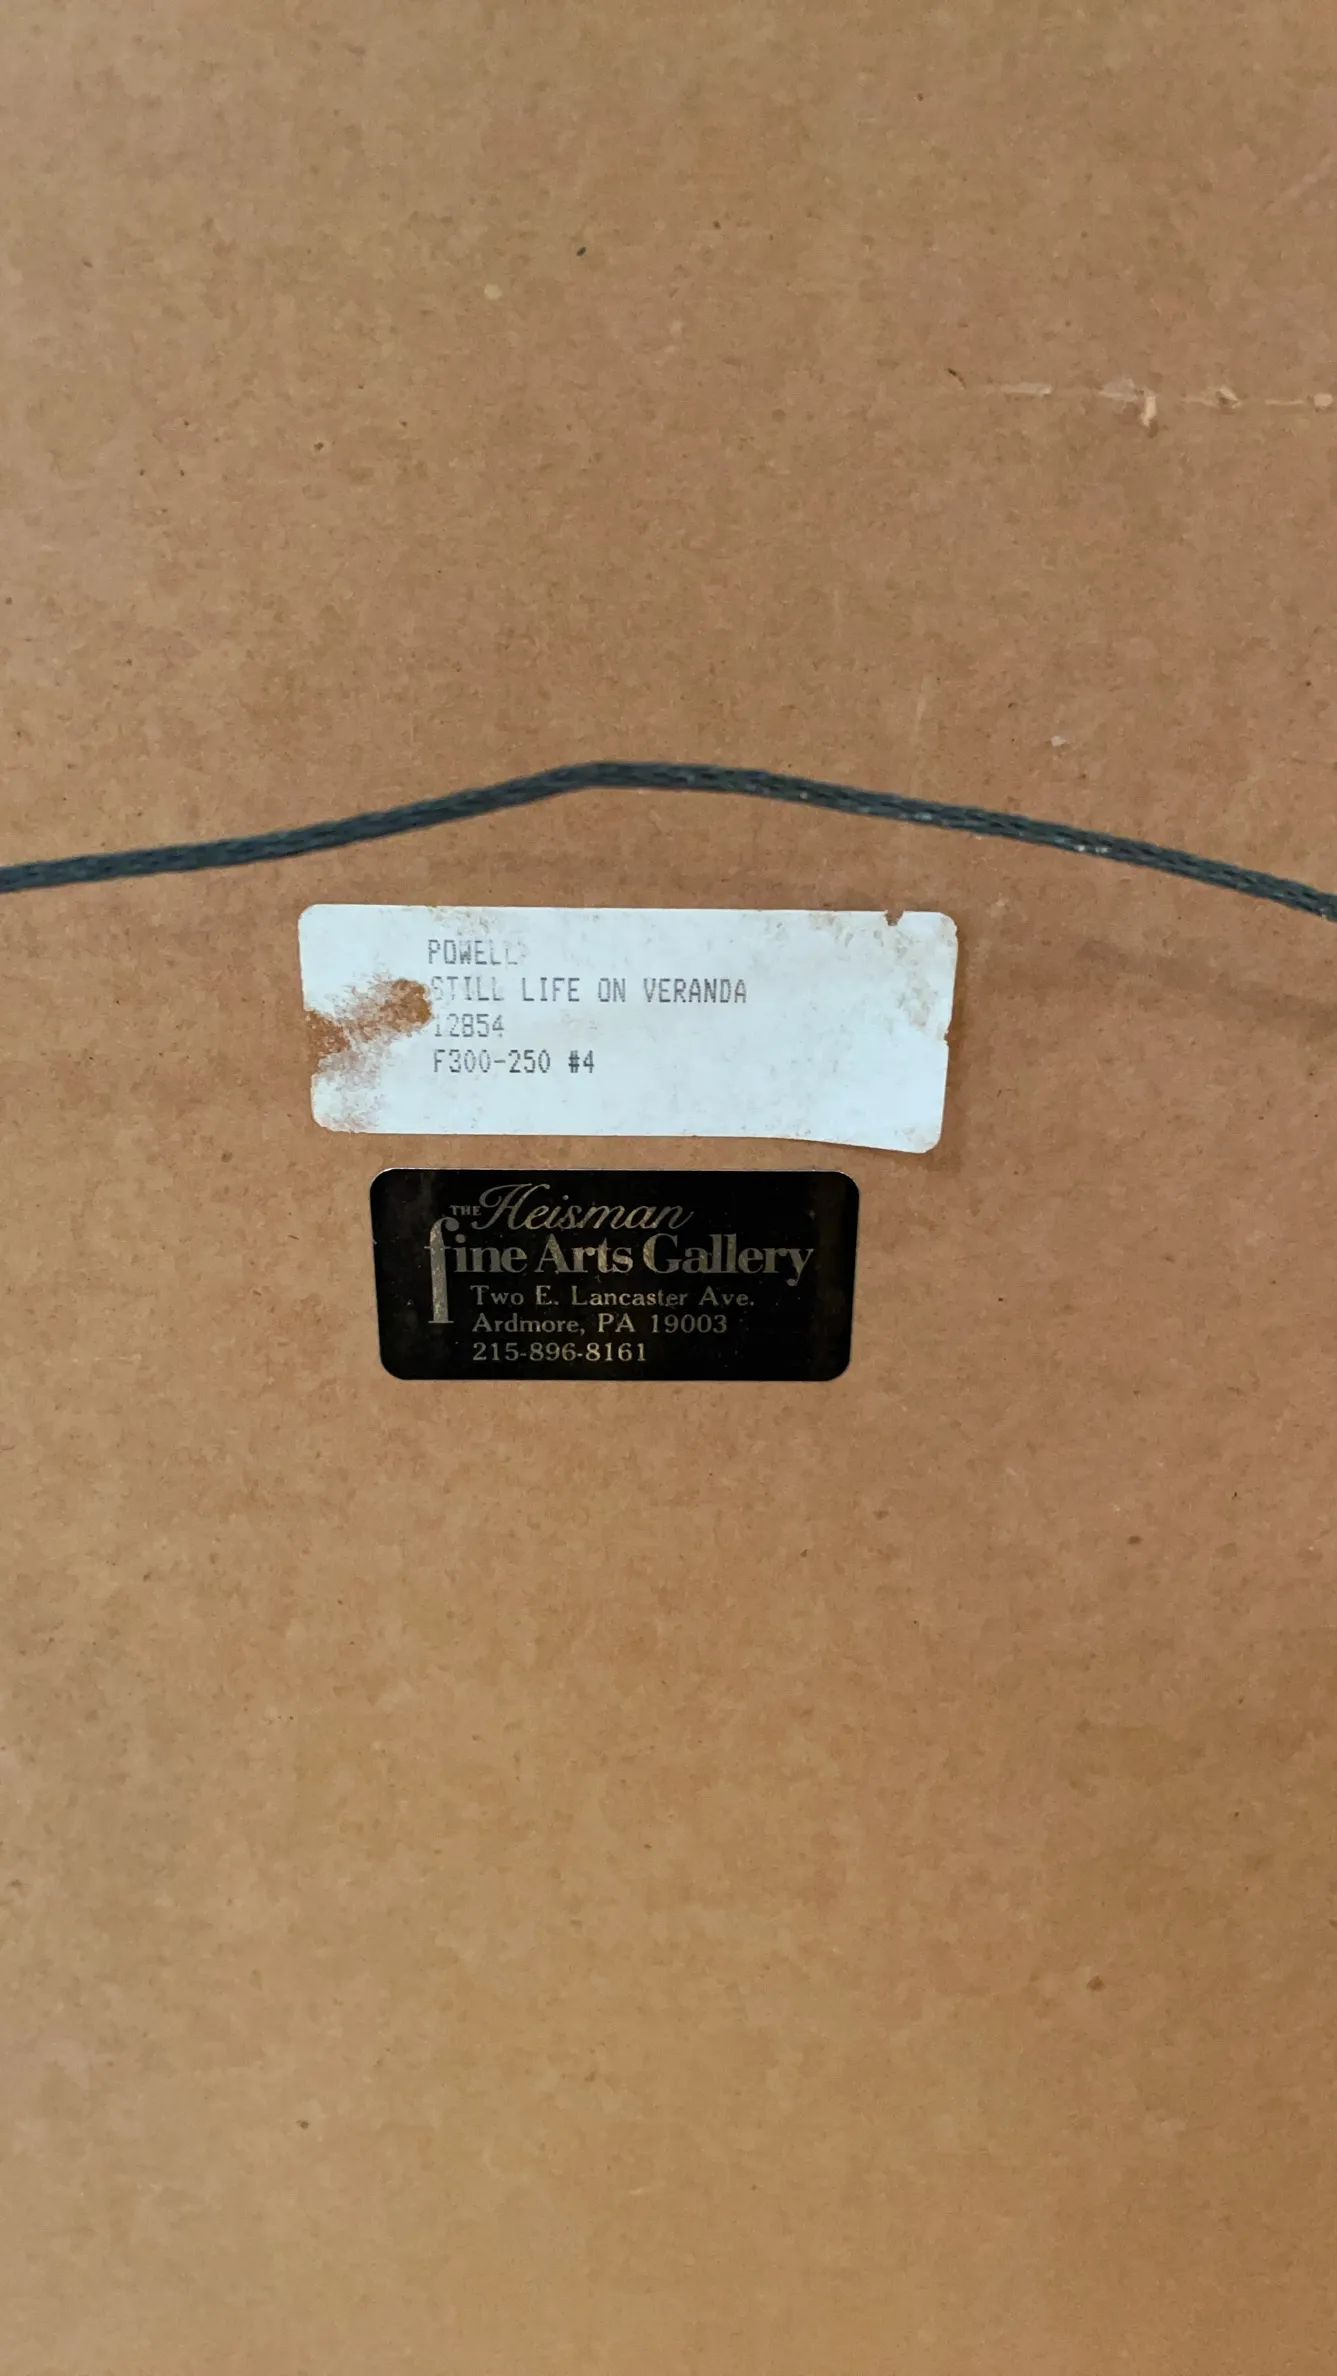 POWELL
STILL LIFE ON VERANDA
12854
F300-250 #4
THE Heisman
fine Arts Gallery
Two E. Lancaster Ave.
Ardmore, PA 19003
215-896-8161